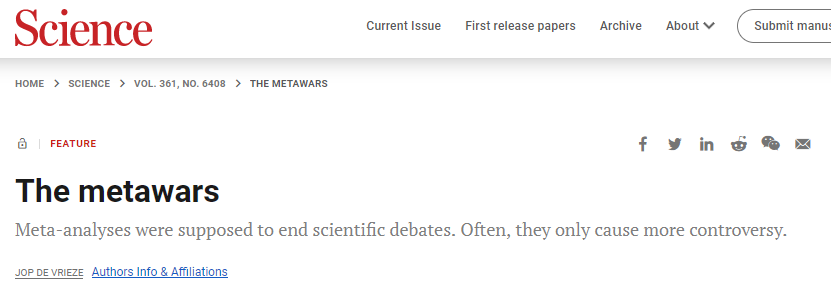 Science
Current Issue First release papers Archive About Submit manus
HOME > SCIENCE > VOL. 361, NO. 6408 > THE METAWARS
FEATURE
The metawars
Meta-analyses were supposed to end scientific debates. Often, they only cause more controversy.
JOP DE VRIEZE Authors Info & Affiliations